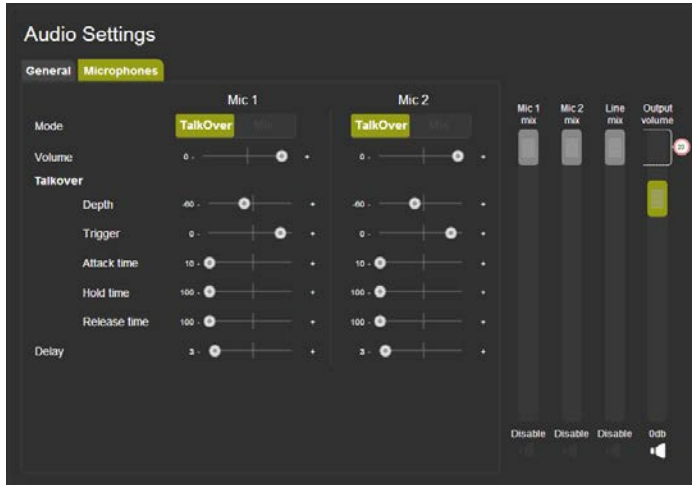 Audio Settings
General Microphones
Mic 1 Mic 2
Mode TalkOver Mix TalkOver Mix
Volume 0 - + 0 - +
Talkover
Depth -60 - + -60 - +
Trigger 0 - + 0 - +
Attack time 10 - + 10 - +
Hold time 100 - + 100 - +
Release time 100 - + 100 - +
Delay 3 - + 3 - +
Mic 1 mix
Mic 2 mix
Line mix
Output volume
20
Disable Disable Disable 0db